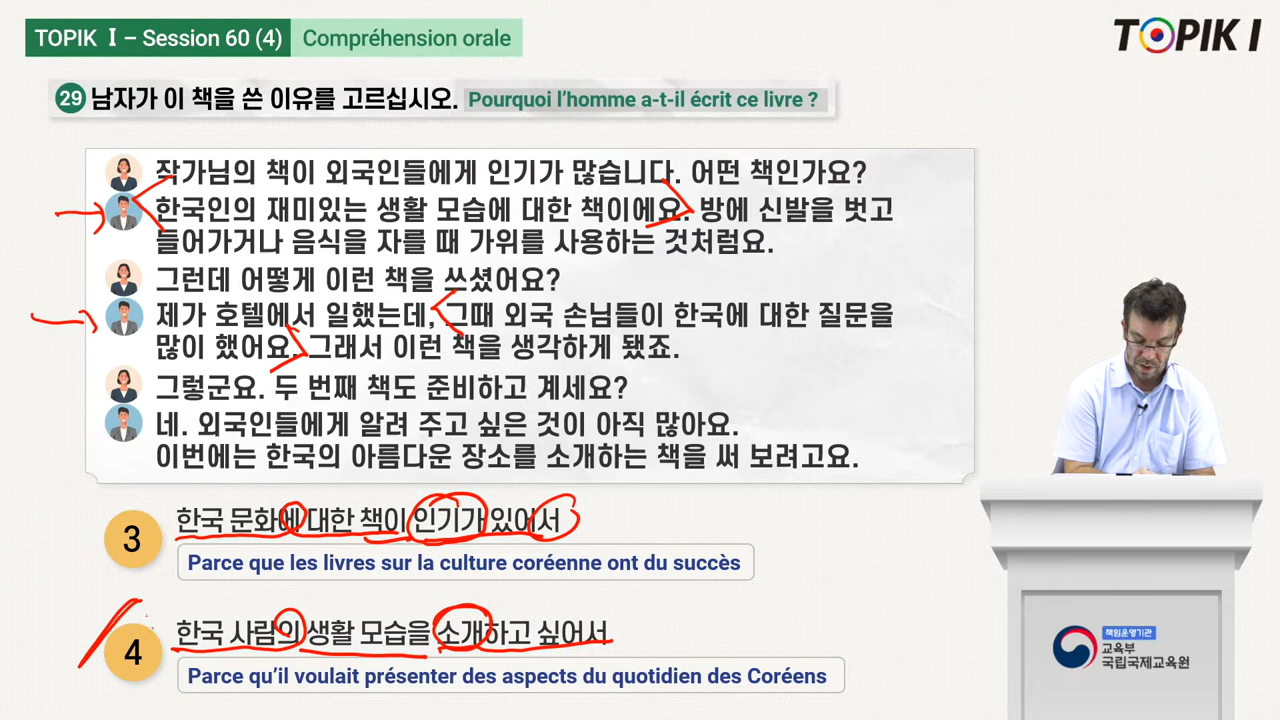 TOPIK Ⅰ – Session 60 (4) Compréhension orale
TOPIK I
29 남자가 이 책을 쓴 이유를 고르십시오. Pourquoi l'homme a-t-il écrit ce livre ?
작가님의 책이 외국인들에게 인기가 많습니다. 어떤 책인가요?
한국인의 재미있는 생활 모습에 대한 책이에요. 방에 신발을 벗고
들어가거나 음식을 자를 때 가위를 사용하는 것처럼요.
그런데 어떻게 이런 책을 쓰셨어요?
제가 호텔에서 일했는데, 그때 외국 손님들이 한국에 대한 질문을
많이 했어요. 그래서 이런 책을 생각하게 됐죠.
그렇군요. 두 번째 책도 준비하고 계세요?
네. 외국인들에게 알려 주고 싶은 것이 아직 많아요.
이번에는 한국의 아름다운 장소를 소개하는 책을 써 보려고요.
3 한국 문화에 대한 책이 인기가 있어서
Parce que les livres sur la culture coréenne ont du succès
4 한국 사람의 생활 모습을 소개하고 싶어서
Parce qu'il voulait présenter des aspects du quotidien des Coréens
책임운영기관
교육부
국립국제교육원